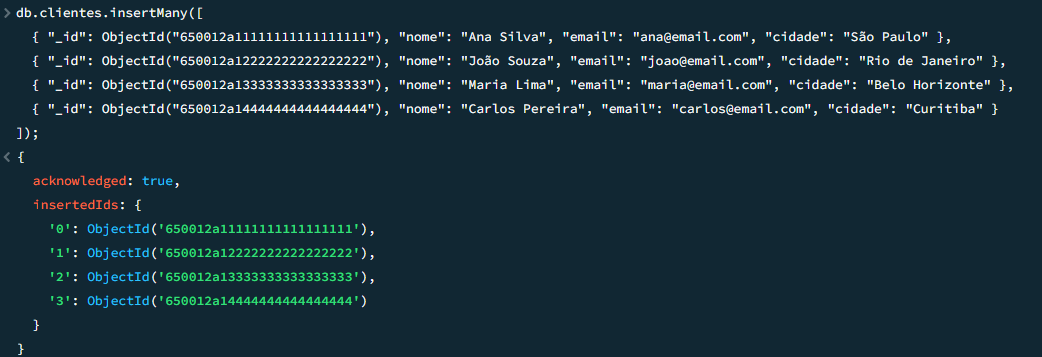 db.clientes.insertMany([
{ "_id": ObjectId("650012a11111111111111111"), "nome": "Ana Silva", "email": "ana@email.com", "cidade": "São Paulo" },
{ "_id": ObjectId("650012a12222222222222222"), "nome": "João Souza", "email": "joao@email.com", "cidade": "Rio de Janeiro" },
{ "_id": ObjectId("650012a13333333333333333"), "nome": "Maria Lima", "email": "maria@email.com", "cidade": "Belo Horizonte" },
{ "_id": ObjectId("650012a14444444444444444"), "nome": "Carlos Pereira", "email": "carlos@email.com", "cidade": "Curitiba" }
]);
{
acknowledged: true,
insertedIds: {
'0': ObjectId('650012a11111111111111111'),
'1': ObjectId('650012a12222222222222222'),
'2': ObjectId('650012a13333333333333333'),
'3': ObjectId('650012a14444444444444444')
}
}